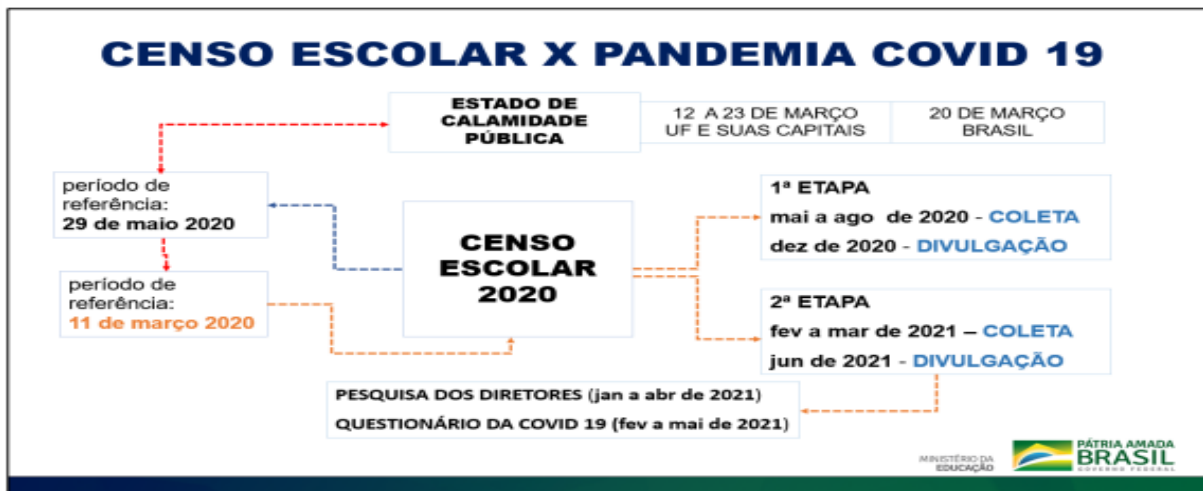 CENSO ESCOLAR X PANDEMIA COVID 19
ESTADO DE
CALAMIDADE
PÚBLICA
12 A 23 DE MARÇO
UF E SUAS CAPITAIS
20 DE MARÇO
BRASIL
período de
referência:
29 de maio 2020
período de
referência:
11 de março 2020
CENSO
ESCOLAR
2020
1ª ETAPA
mai a ago de 2020 - COLETA
dez de 2020 - DIVULGAÇÃO
2ª ETAPA
fev a mar de 2021 – COLETA
jun de 2021 - DIVULGAÇÃO
PESQUISA DOS DIRETORES (jan a abr de 2021)
QUESTIONÁRIO DA COVID 19 (fev a mai de 2021)
MINISTÉRIO DA
EDUCAÇÃO
PÁTRIA AMADA
BRASIL
GOVERNO FEDERAL